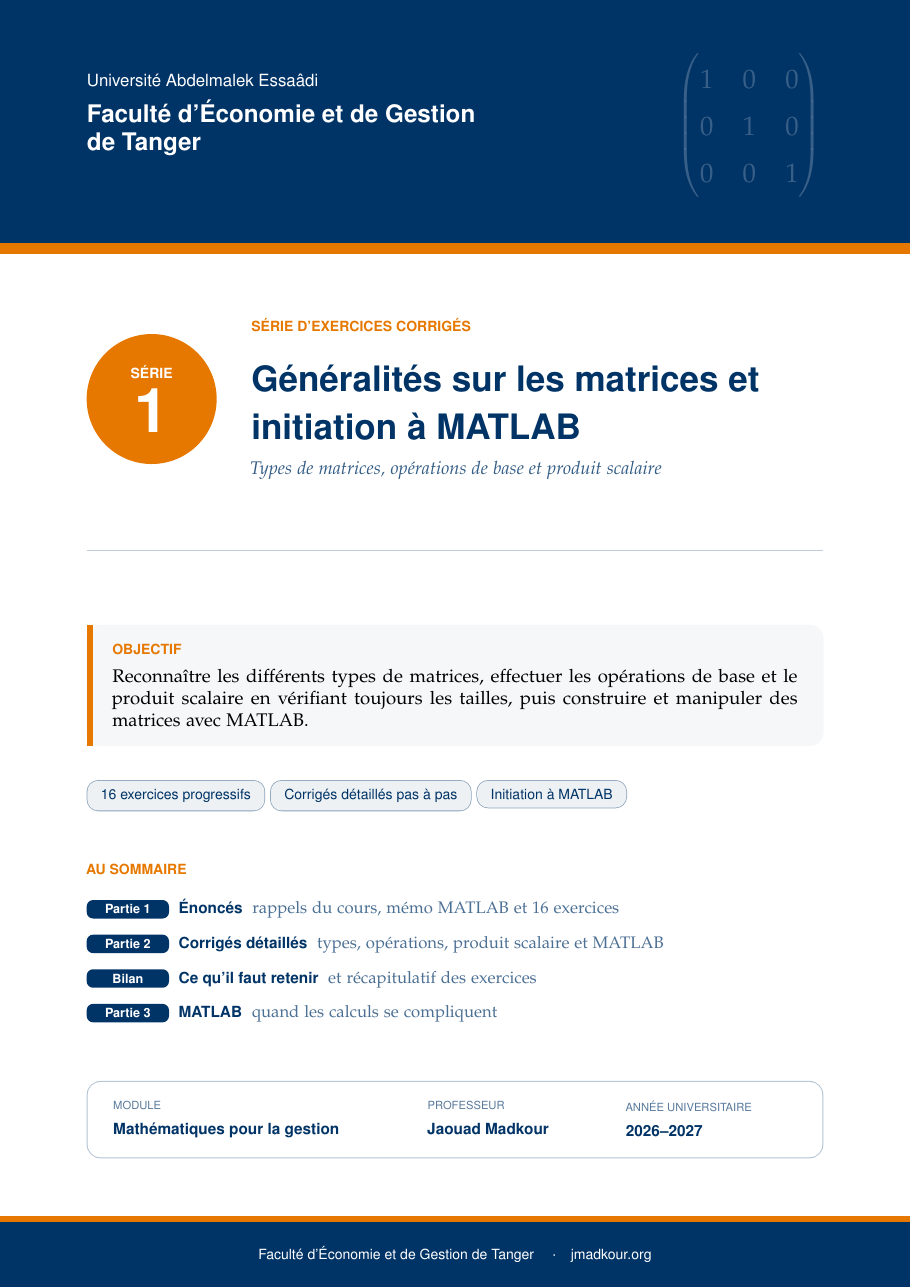 Université Abdelmalek Essaâdi
Faculté d'Économie et de Gestion
de Tanger
1 0 0
0 1 0
0 0 1
SÉRIE D'EXERCICES CORRIGÉS
SÉRIE
1
Généralités sur les matrices et
initiation à MATLAB
Types de matrices, opérations de base et produit scalaire
OBJECTIF
Reconnaître les différents types de matrices, effectuer les opérations de base et le
produit scalaire en vérifiant toujours les tailles, puis construire et manipuler des
matrices avec MATLAB.
16 exercices progressifs Corrigés détaillés pas à pas Initiation à MATLAB
AU SOMMAIRE
Partie 1 Énoncés rappels du cours, mémo MATLAB et 16 exercices
Partie 2 Corrigés détaillés types, opérations, produit scalaire et MATLAB
Bilan Ce qu'il faut retenir et récapitulatif des exercices
Partie 3 MATLAB quand les calculs se compliquent
MODULE PROFESSEUR ANNÉE UNIVERSITAIRE
Mathématiques pour la gestion Jaouad Madkour 2026–2027
Faculté d'Économie et de Gestion de Tanger · jmadkour.org